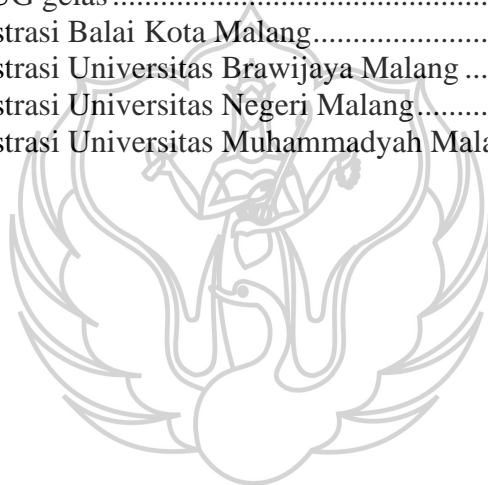 gelas.................................................
strasi Balai Kota Malang.......................
strasi Universitas Brawijaya Malang ...
strasi Universitas Negeri Malang.........
strasi Universitas Muhammadyah Mala